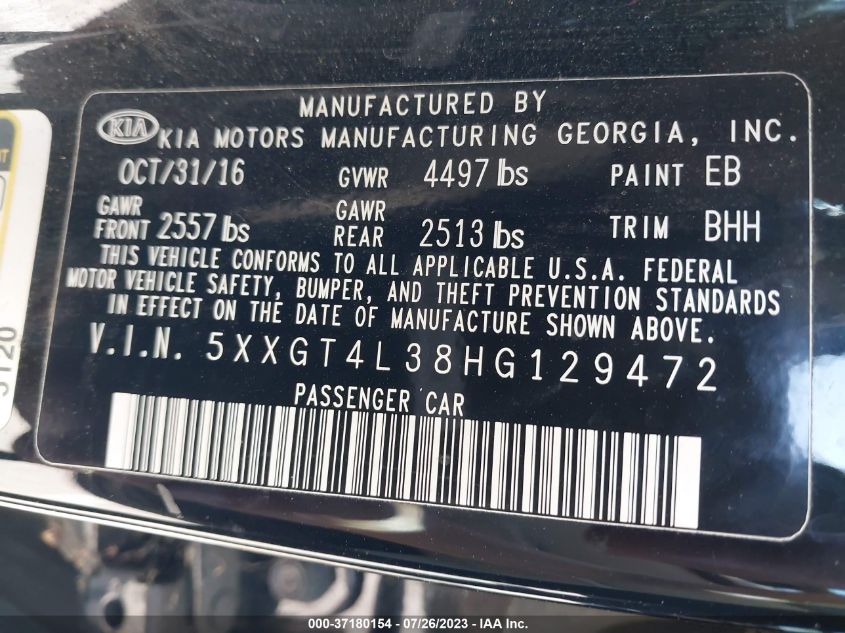 MANUFACTURED BY
KIA KIA MOTORS MANUFACTURING GEORGIA, INC.
OCT/31/16 GVWR 4497 lbs PAINT EB
GAWR FRONT 2557 lbs GAWR REAR 2513 lbs TRIM BHH
THIS VEHICLE CONFORMS TO ALL APPLICABLE U.S.A. FEDERAL
MOTOR VEHICLE SAFETY, BUMPER, AND THEFT PREVENTION STANDARDS
IN EFFECT ON THE DATE OF MANUFACTURE SHOWN ABOVE.
V.I.N. 5XXGT4L38HG129472
PASSENGER CAR
000-37180154 - 07/26/2023 - IAA Inc.